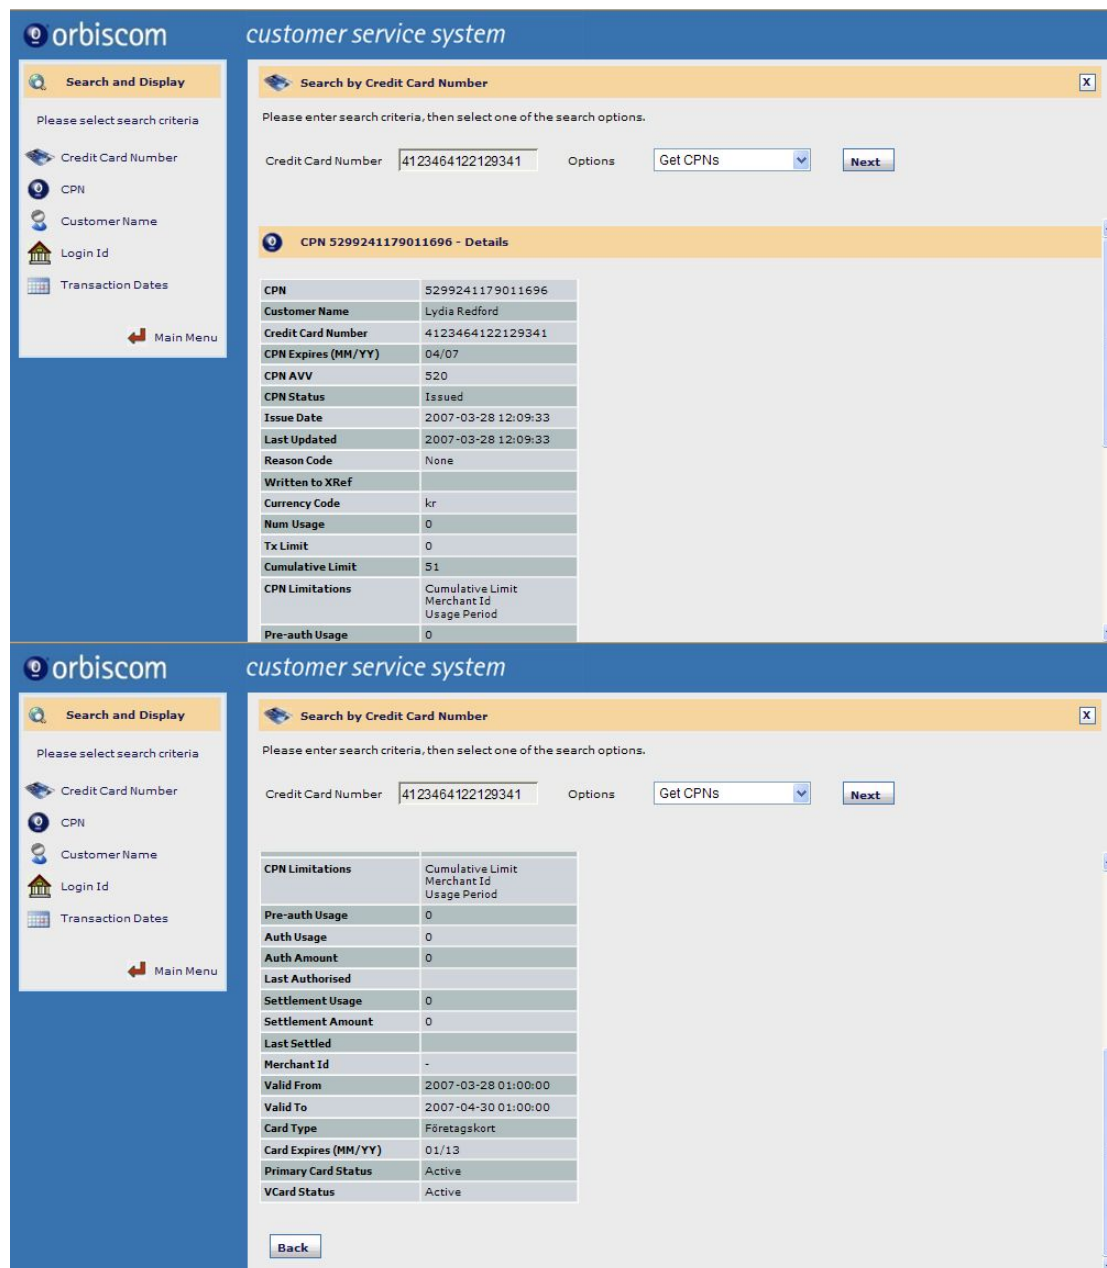 orbiscom customer service system
Search and Display
Please select search criteria
Credit Card Number
CPN
Customer Name
Login Id
Transaction Dates
Main Menu
Search by Credit Card Number X
Please enter search criteria, then select one of the search options.
Credit Card Number 4123464122129341 Options Get CPNs Next
CPN 5299241179011696 - Details
CPN 5299241179011696
Customer Name Lydia Redford
Credit Card Number 4123464122129341
CPN Expires (MM/YY) 04/07
CPN AVV 520
CPN Status Issued
Issue Date 2007-03-28 12:09:33
Last Updated 2007-03-28 12:09:33
Reason Code None
Written to XRef
Currency Code kr
Num Usage 0
Tx Limit 0
Cumulative Limit 51
CPN Limitations Cumulative Limit
Merchant Id
Usage Period
Pre-auth Usage 0
orbiscom customer service system
Search and Display
Please select search criteria
Credit Card Number
CPN
Customer Name
Login Id
Transaction Dates
Main Menu
Search by Credit Card Number X
Please enter search criteria, then select one of the search options.
Credit Card Number 4123464122129341 Options Get CPNs Next
CPN Limitations Cumulative Limit
Merchant Id
Usage Period
Pre-auth Usage 0
Auth Usage 0
Auth Amount 0
Last Authorised
Settlement Usage 0
Settlement Amount 0
Last Settled
Merchant Id -
Valid From 2007-03-28 01:00:00
Valid To 2007-04-30 01:00:00
Card Type Företagskort
Card Expires (MM/YY) 01/13
Primary Card Status Active
VCard Status Active
Back